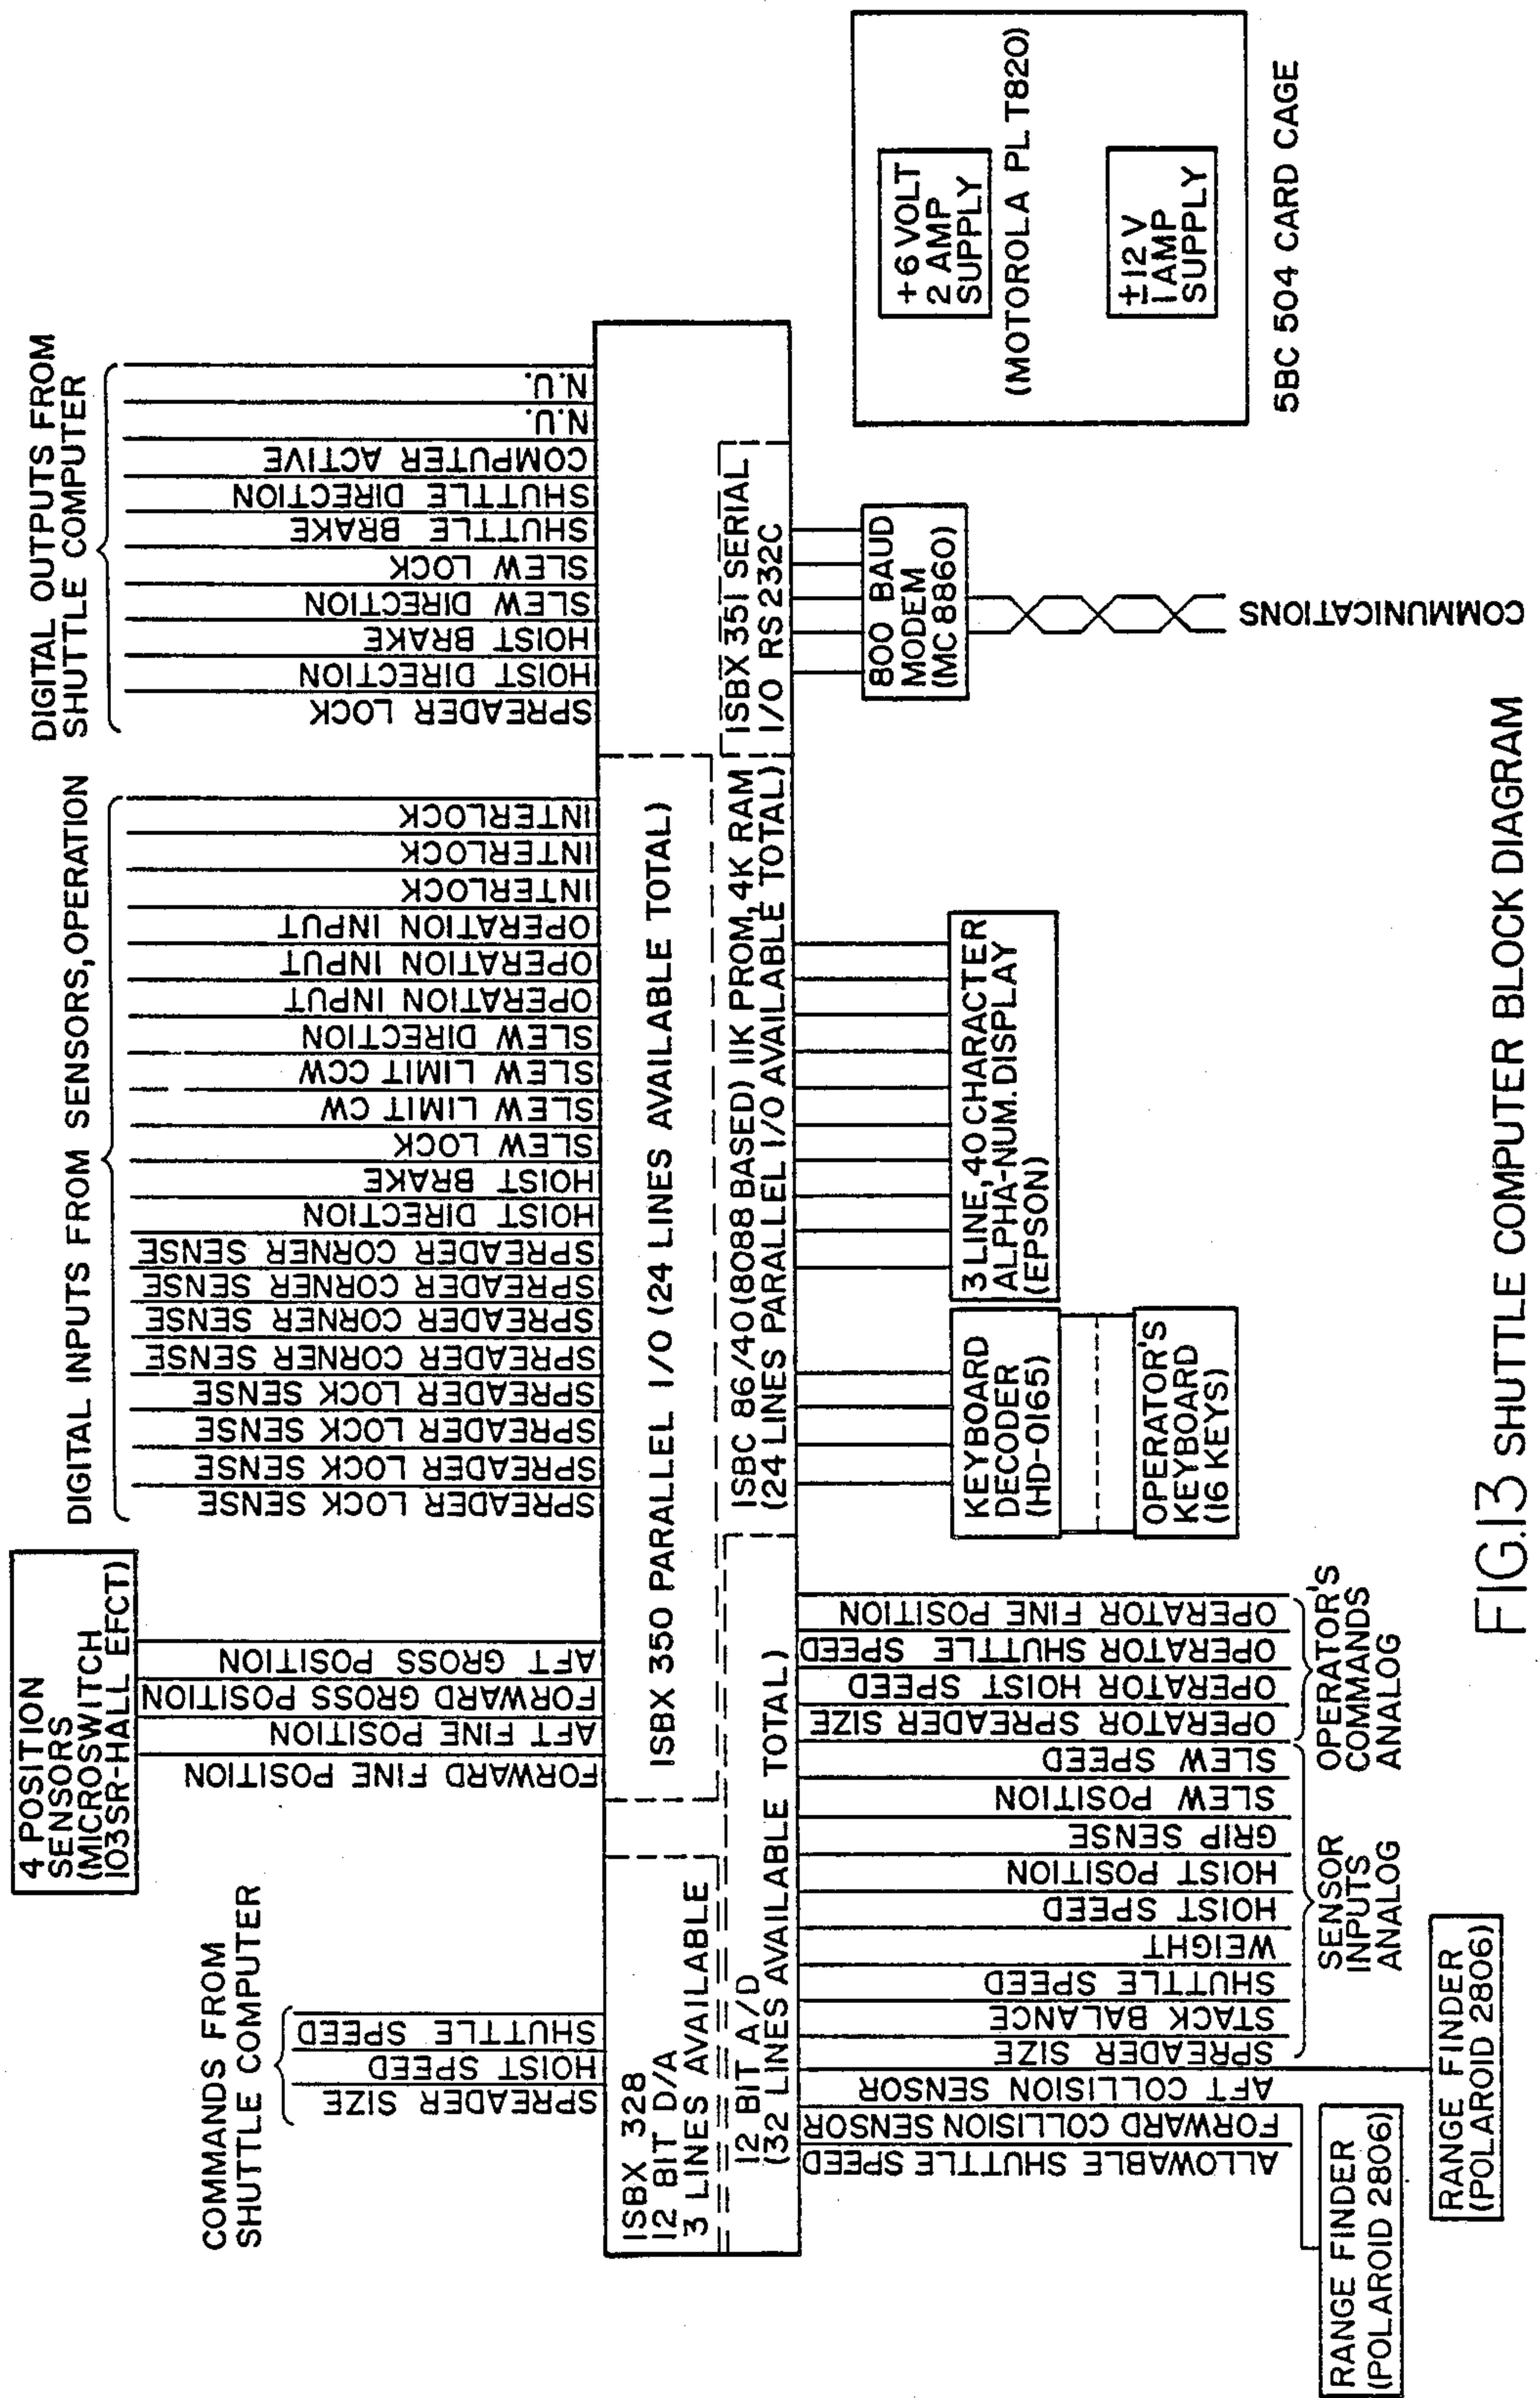 COMMANDS FROM
SHUTTLE COMPUTER
SPREADER SIZE
HOIST SPEED
SHUTTLE SPEED
4 POSITION
SENSORS
(MICROSWITCH
103SR-HALL EFCT)
FORWARD FINE POSITION
AFT FINE POSITION
FORWARD GROSS POSITION
AFT GROSS POSITION
DIGITAL INPUTS FROM SENSORS, OPERATION
SPREADER LOCK SENSE
SPREADER LOCK SENSE
SPREADER LOCK SENSE
SPREADER LOCK SENSE
SPREADER CORNER SENSE
SPREADER CORNER SENSE
SPREADER CORNER SENSE
SPREADER CORNER SENSE
HOIST DIRECTION
HOIST BRAKE
SLEW LOCK
SLEW LIMIT CW
SLEW LIMIT CCW
SLEW DIRECTION
OPERATION INPUT
OPERATION INPUT
OPERATION INPUT
INTERLOCK
INTERLOCK
INTERLOCK
DIGITAL OUTPUTS FROM
SHUTTLE COMPUTER
SPREADER LOCK
HOIST DIRECTION
HOIST BRAKE
SLEW DIRECTION
SLEW LOCK
SHUTTLE BRAKE
SHUTTLE DIRECTION
COMPUTER ACTIVE
N.U.
N.U.
ISBX 328
12 BIT D/A
3 LINES AVAILABLE
ISBX 350 PARALLEL I/O (24 LINES AVAILABLE TOTAL)
12 BIT A/D
(32 LINES AVAILABLE TOTAL)
ISBC 86/40 (8088 BASED) 11K PROM, 4K RAM
(24 LINES PARALLEL I/O AVAILABLE TOTAL)
ISBX 351 SERIAL
I/O RS232C
ALLOWABLE SHUTTLE SPEED
FORWARD COLLISION SENSOR
AFT COLLISION SENSOR
SPREADER SIZE
STACK BALANCE
SHUTTLE SPEED
WEIGHT
HOIST SPEED
HOIST POSITION
GRIP SENSE
SLEW POSITION
SLEW SPEED
OPERATOR SPREADER SIZE
OPERATOR HOIST SPEED
OPERATOR SHUTTLE SPEED
OPERATOR FINE POSITION
SENSOR
INPUTS
ANALOG
OPERATOR'S
COMMANDS
ANALOG
RANGE FINDER
(POLAROID 2806)
RANGE FINDER
(POLAROID 2806)
KEYBOARD
DECODER
(HD-0165)
OPERATOR'S
KEYBOARD
(16 KEYS)
3 LINE, 40 CHARACTER
ALPHA-NUM. DISPLAY
(EPSON)
800 BAUD
MODEM
(MC 8860)
COMMUNICATIONS
+6 VOLT
2 AMP
SUPPLY
(MOTOROLA PLT820)
±12 V
1 AMP
SUPPLY
5BC 504 CARD CAGE
FIG.13 SHUTTLE COMPUTER BLOCK DIAGRAM